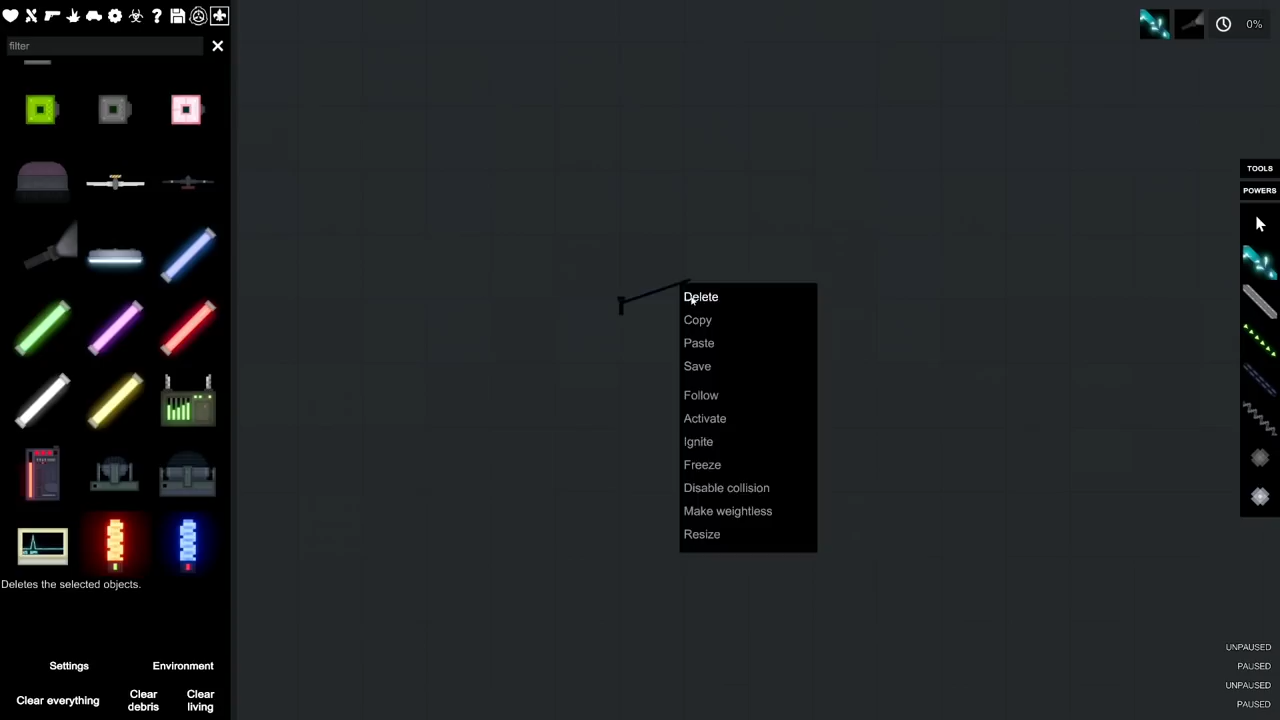 filter
0%
TOOLS
POWERS
Delete
Copy
Paste
Save
Follow
Activate
Ignite
Freeze
Disable collision
Make weightless
Resize
Deletes the selected objects.
Settings
Environment
Clear everything
Clear
debris
Clear
living
UNPAUSED
PAUSED
UNPAUSED
PAUSED